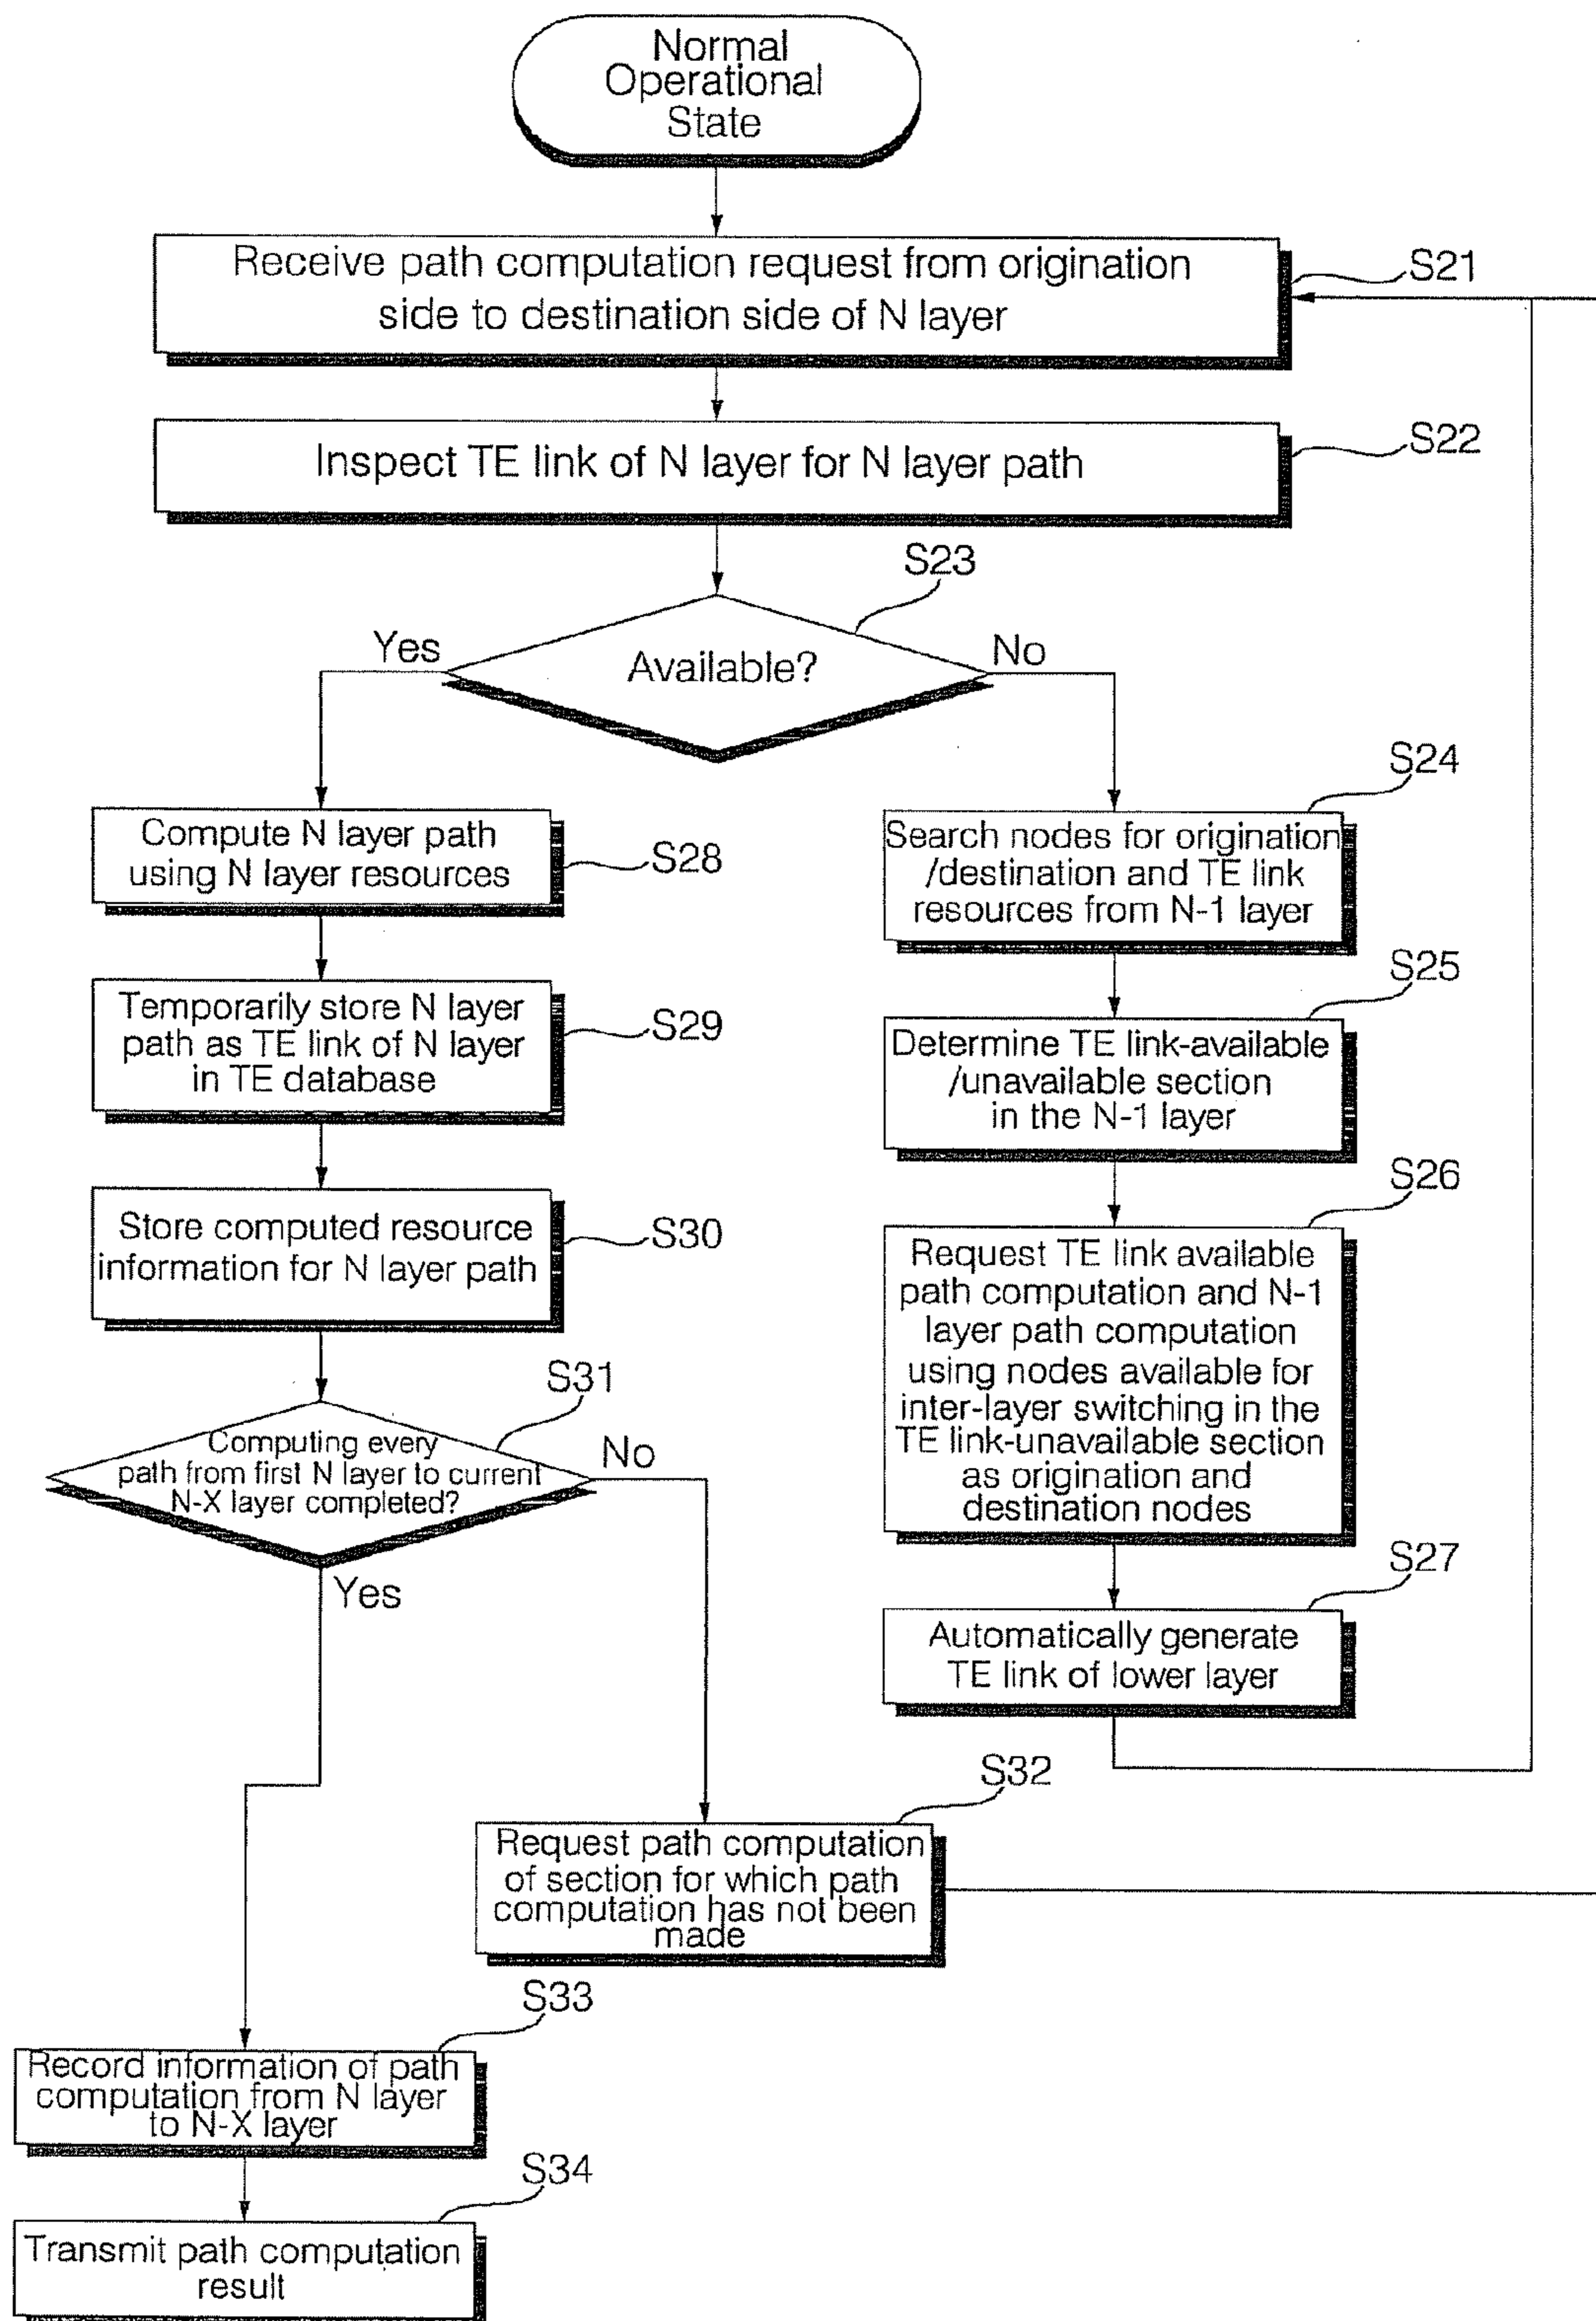 Normal
Operational
State
Receive path computation request from origination
side to destination side of N layer
S21
Inspect TE link of N layer for N layer path
S22
S23
Available?
Yes
No
S24
Search nodes for origination
/destination and TE link
resources from N-1 layer
Compute N layer path
using N layer resources
S28
S25
Determine TE link-available
/unavailable section
in the N-1 layer
Temporarily store N layer
path as TE link of N layer
in TE database
S29
S26
Request TE link available
path computation and N-1
layer path computation
using nodes available for
inter-layer switching in the
TE link-unavailable section
as origination and
destination nodes
Store computed resource
information for N layer path
S30
S31
Computing every
path from first N layer to current
N-X layer completed?
No
Yes
S27
Automatically generate
TE link of lower layer
S32
Request path computation
of section for which path
computation has not been
made
S33
Record information of path
computation from N layer
to N-X layer
S34
Transmit path computation
result